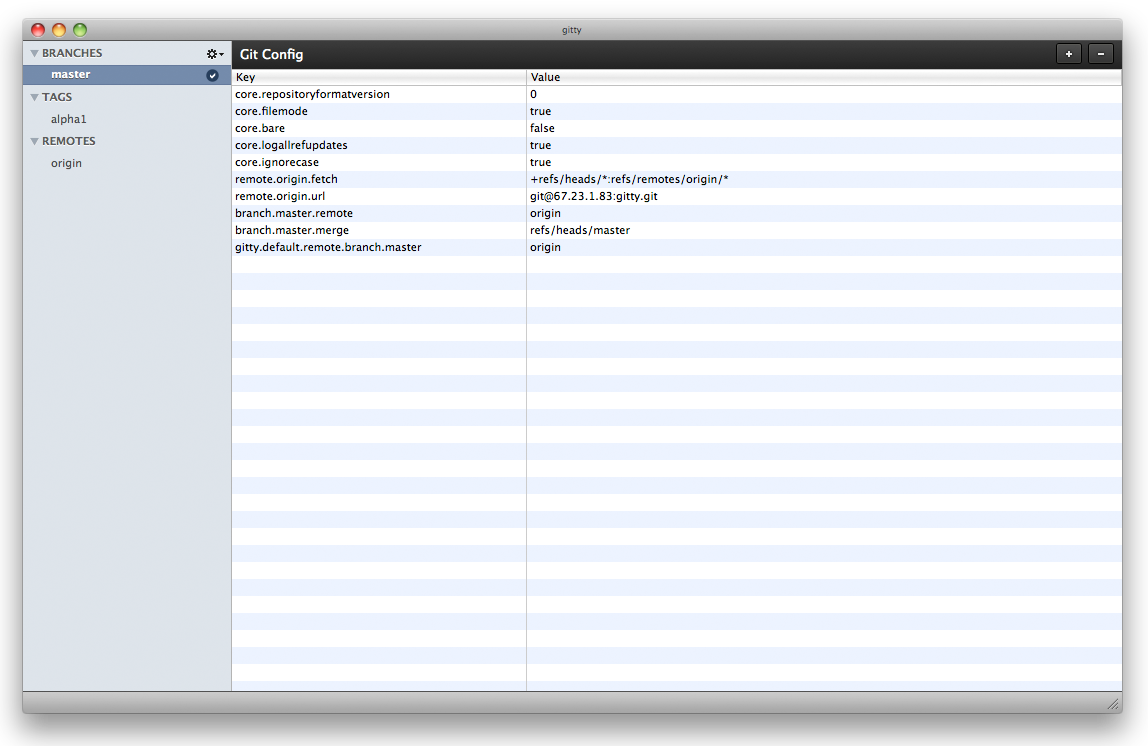 gitty
BRANCHES
master
TAGS
alpha1
REMOTES
origin
Git Config
+ -
Key Value
core.repositoryformatversion 0
core.filemode true
core.bare false
core.logallrefupdates true
core.ignorecase true
remote.origin.fetch +refs/heads/*:refs/remotes/origin/*
remote.origin.url git@67.23.1.83:gitty.git
branch.master.remote origin
branch.master.merge refs/heads/master
gitty.default.remote.branch.master origin